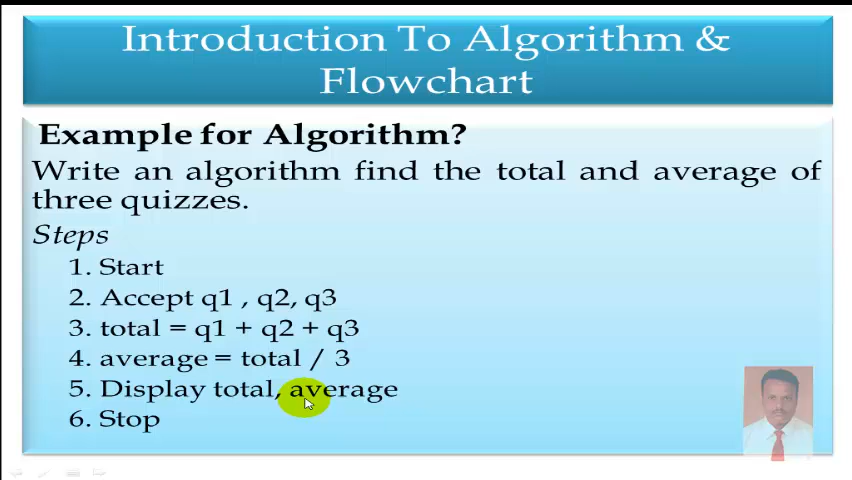 Introduction To Algorithm &
Flowchart
Example for Algorithm?
Write an algorithm find the total and average of
three quizzes.
Steps
1. Start
2. Accept q1 , q2, q3
3. total = q1 + q2 + q3
4. average = total / 3
5. Display total, average
6. Stop